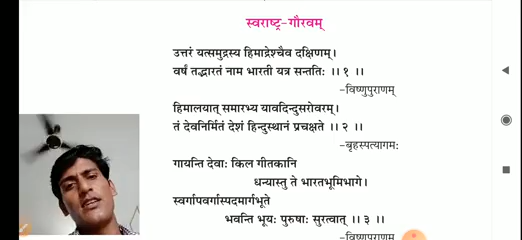 स्वराष्ट्र-गौरवम्
उत्तरं यत्समुद्रस्य हिमाद्रेश्चैव दक्षिणम्।
वर्षं तद्भारतं नाम भारती यत्र सन्ततिः ।। १ ।।
-विष्णुपुराणम्
हिमालयात् समारभ्य यावदिन्दुसरोवरम्।
तं देवनिर्मितं देशं हिन्दुस्थानं प्रचक्षते ।। २ ।।
-बृहस्पत्यागमः
गायन्ति देवाः किल गीतकानि
धन्यास्तु ते भारतभूमिभागे।
स्वर्गापवर्गास्पदमार्गभूते
भवन्ति भूयः पुरुषाः सुरत्वात् ।। ३ ।।
-विष्णुपुराणम्